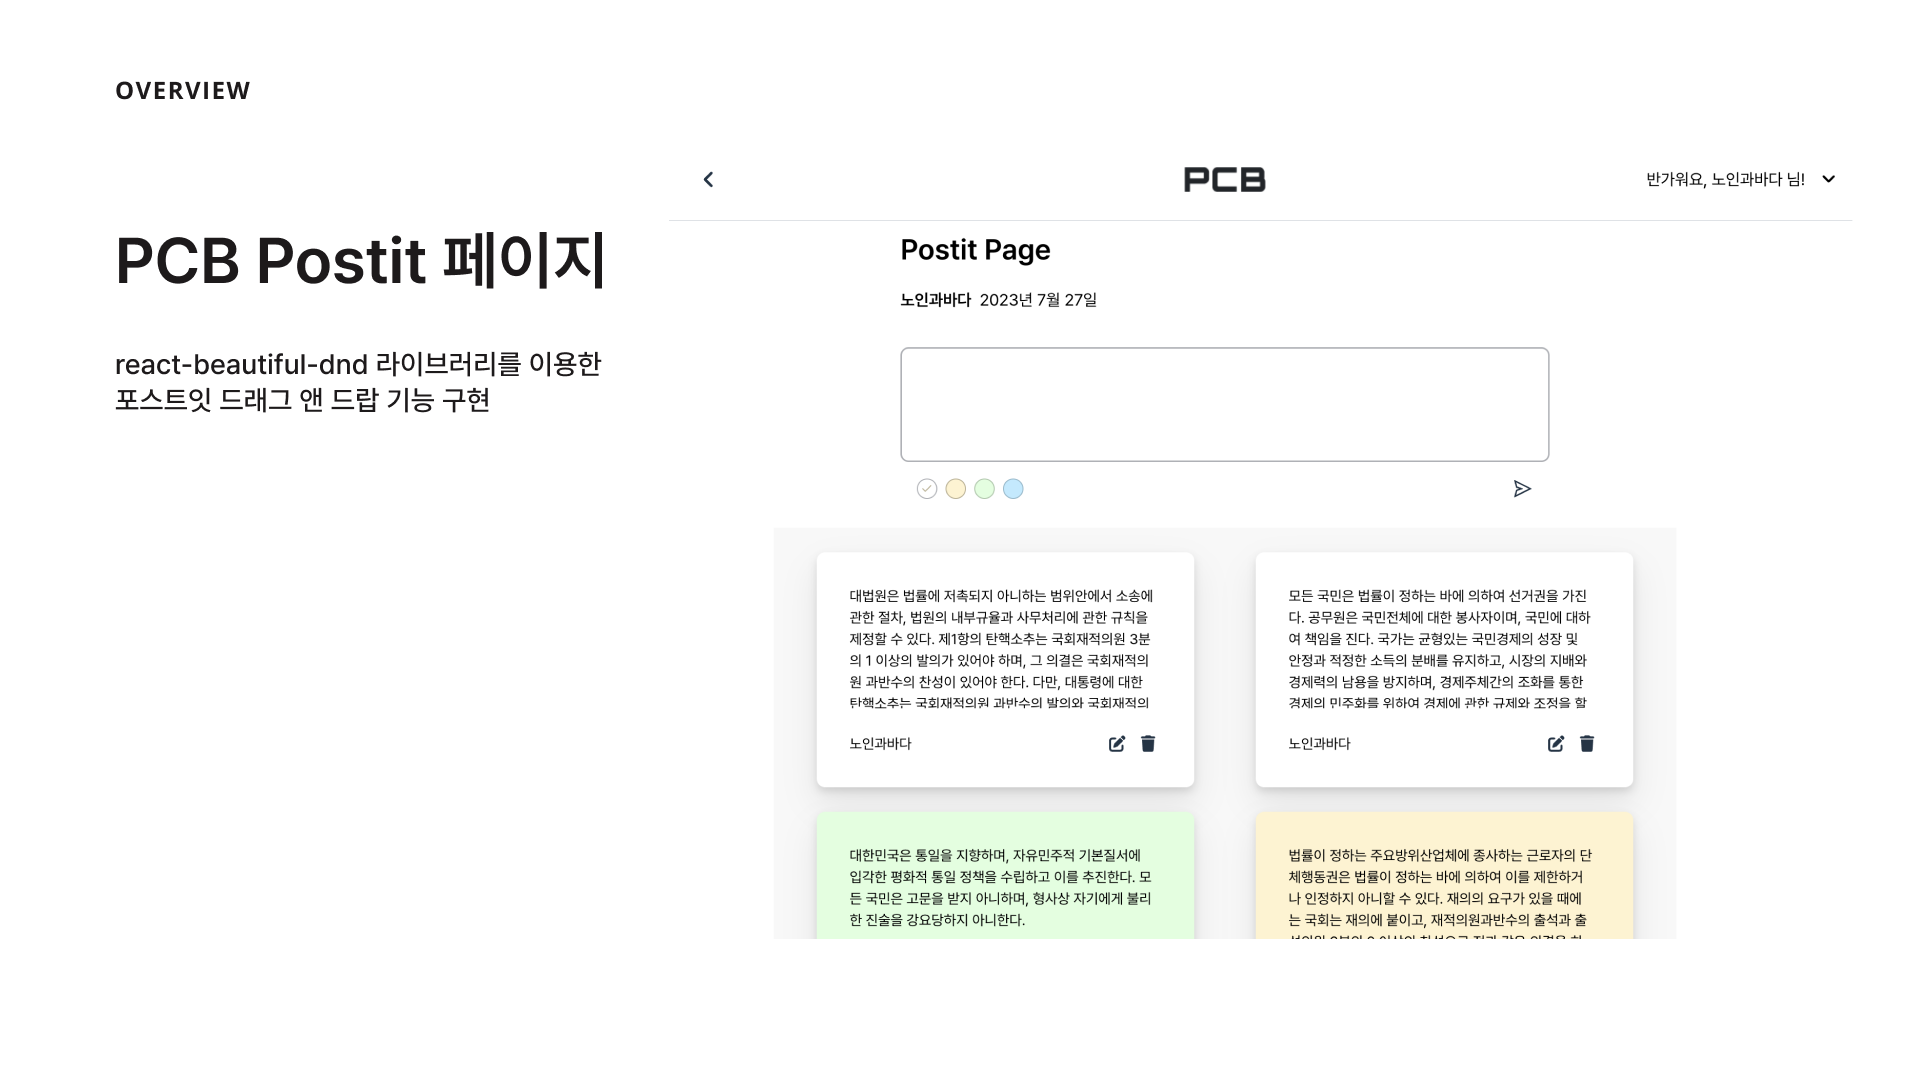 OVERVIEW
PCB Postit 페이지
react-beautiful-dnd 라이브러리를 이용한
포스트잇 드래그 앤 드랍 기능 구현
PCB
반가워요, 노인과바다 님!
Postit Page
노인과바다 2023년 7월 27일
대법원은 법률에 저촉되지 아니하는 범위안에서 소송에
관한 절차, 법원의 내부규율과 사무처리에 관한 규칙을
제정할 수 있다. 제1항의 탄핵소추는 국회재적의원 3분
의 1 이상의 발의가 있어야 하며, 그 의결은 국회재적의
원 과반수의 찬성이 있어야 한다. 다만, 대통령에 대한
탄핵소추는 국회재적의원 과반수의 발의와 국회재적의
노인과바다
모든 국민은 법률이 정하는 바에 의하여 선거권을 가진
다. 공무원은 국민전체에 대한 봉사자이며, 국민에 대하
여 책임을 진다. 국가는 균형있는 국민경제의 성장 및
안정과 적정한 소득의 분배를 유지하고, 시장의 지배와
경제력의 남용을 방지하며, 경제주체간의 조화를 통한
경제의 민주화를 위하여 경제에 관한 규제와 조정을 할
노인과바다
대한민국은 통일을 지향하며, 자유민주적 기본질서에
입각한 평화적 통일 정책을 수립하고 이를 추진한다. 모
든 국민은 고문을 받지 아니하며, 형사상 자기에게 불리
한 진술을 강요당하지 아니한다.
법률이 정하는 주요방위산업체에 종사하는 근로자의 단
체행동권은 법률이 정하는 바에 의하여 이를 제한하거
나 인정하지 아니할 수 있다. 재의의 요구가 있을 때에
는 국회는 재의에 붙이고, 재적의원과반수의 출석과 출